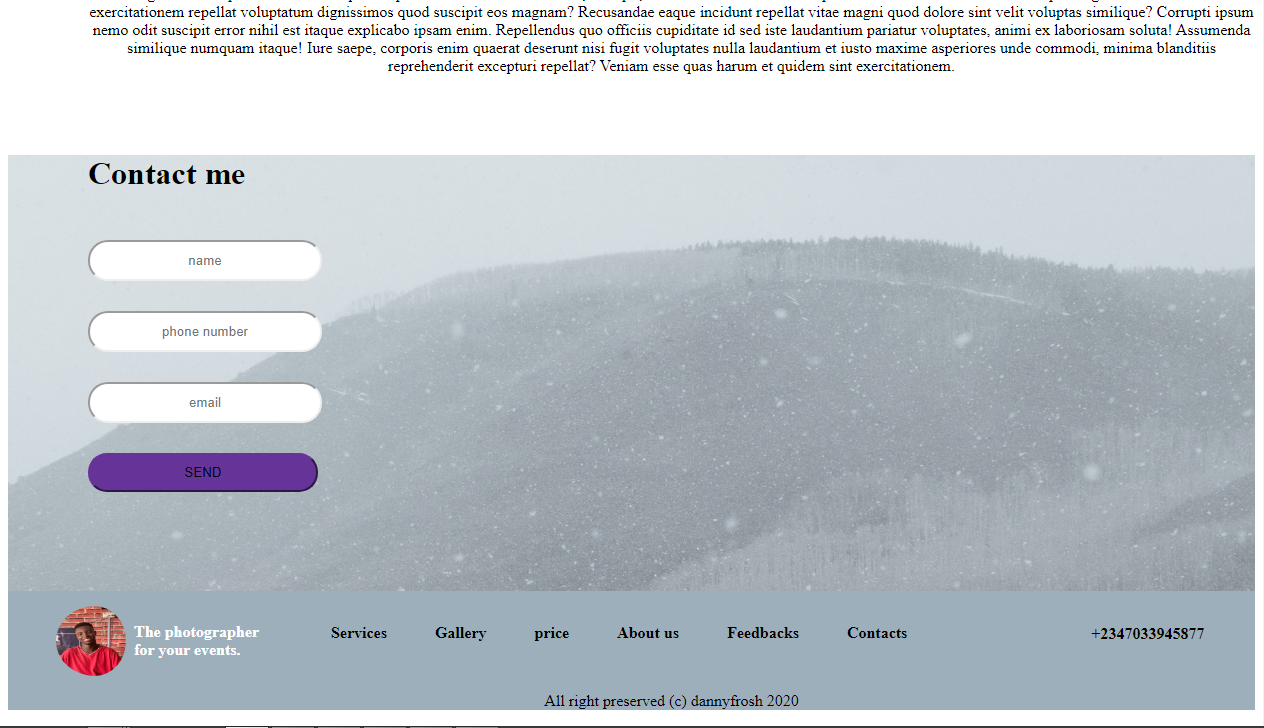 exercitationem repellat voluptatum dignissimos quod suscipit eos magnam? Recusandae eaque incidunt repellat vitae magni quod dolore sint velit voluptas similique? Corrupti ipsum
nemo odit suscipit error nihil est itaque explicabo ipsam enim. Repellendus quo officiis cupiditate id sed iste laudantium pariatur voluptates, animi ex laboriosam soluta! Assumenda
similique numquam itaque! Iure saepe, corporis enim quaerat deserunt nisi fugit voluptates nulla laudantium et iusto maxime asperiores unde commodi, minima blanditiis
reprehenderit excepturi repellat? Veniam esse quas harum et quidem sint exercitationem.
Contact me
name
phone number
email
SEND
The photographer
for your events.
Services Gallery price About us Feedbacks Contacts +2347033945877
All right preserved (c) dannyfrosh 2020